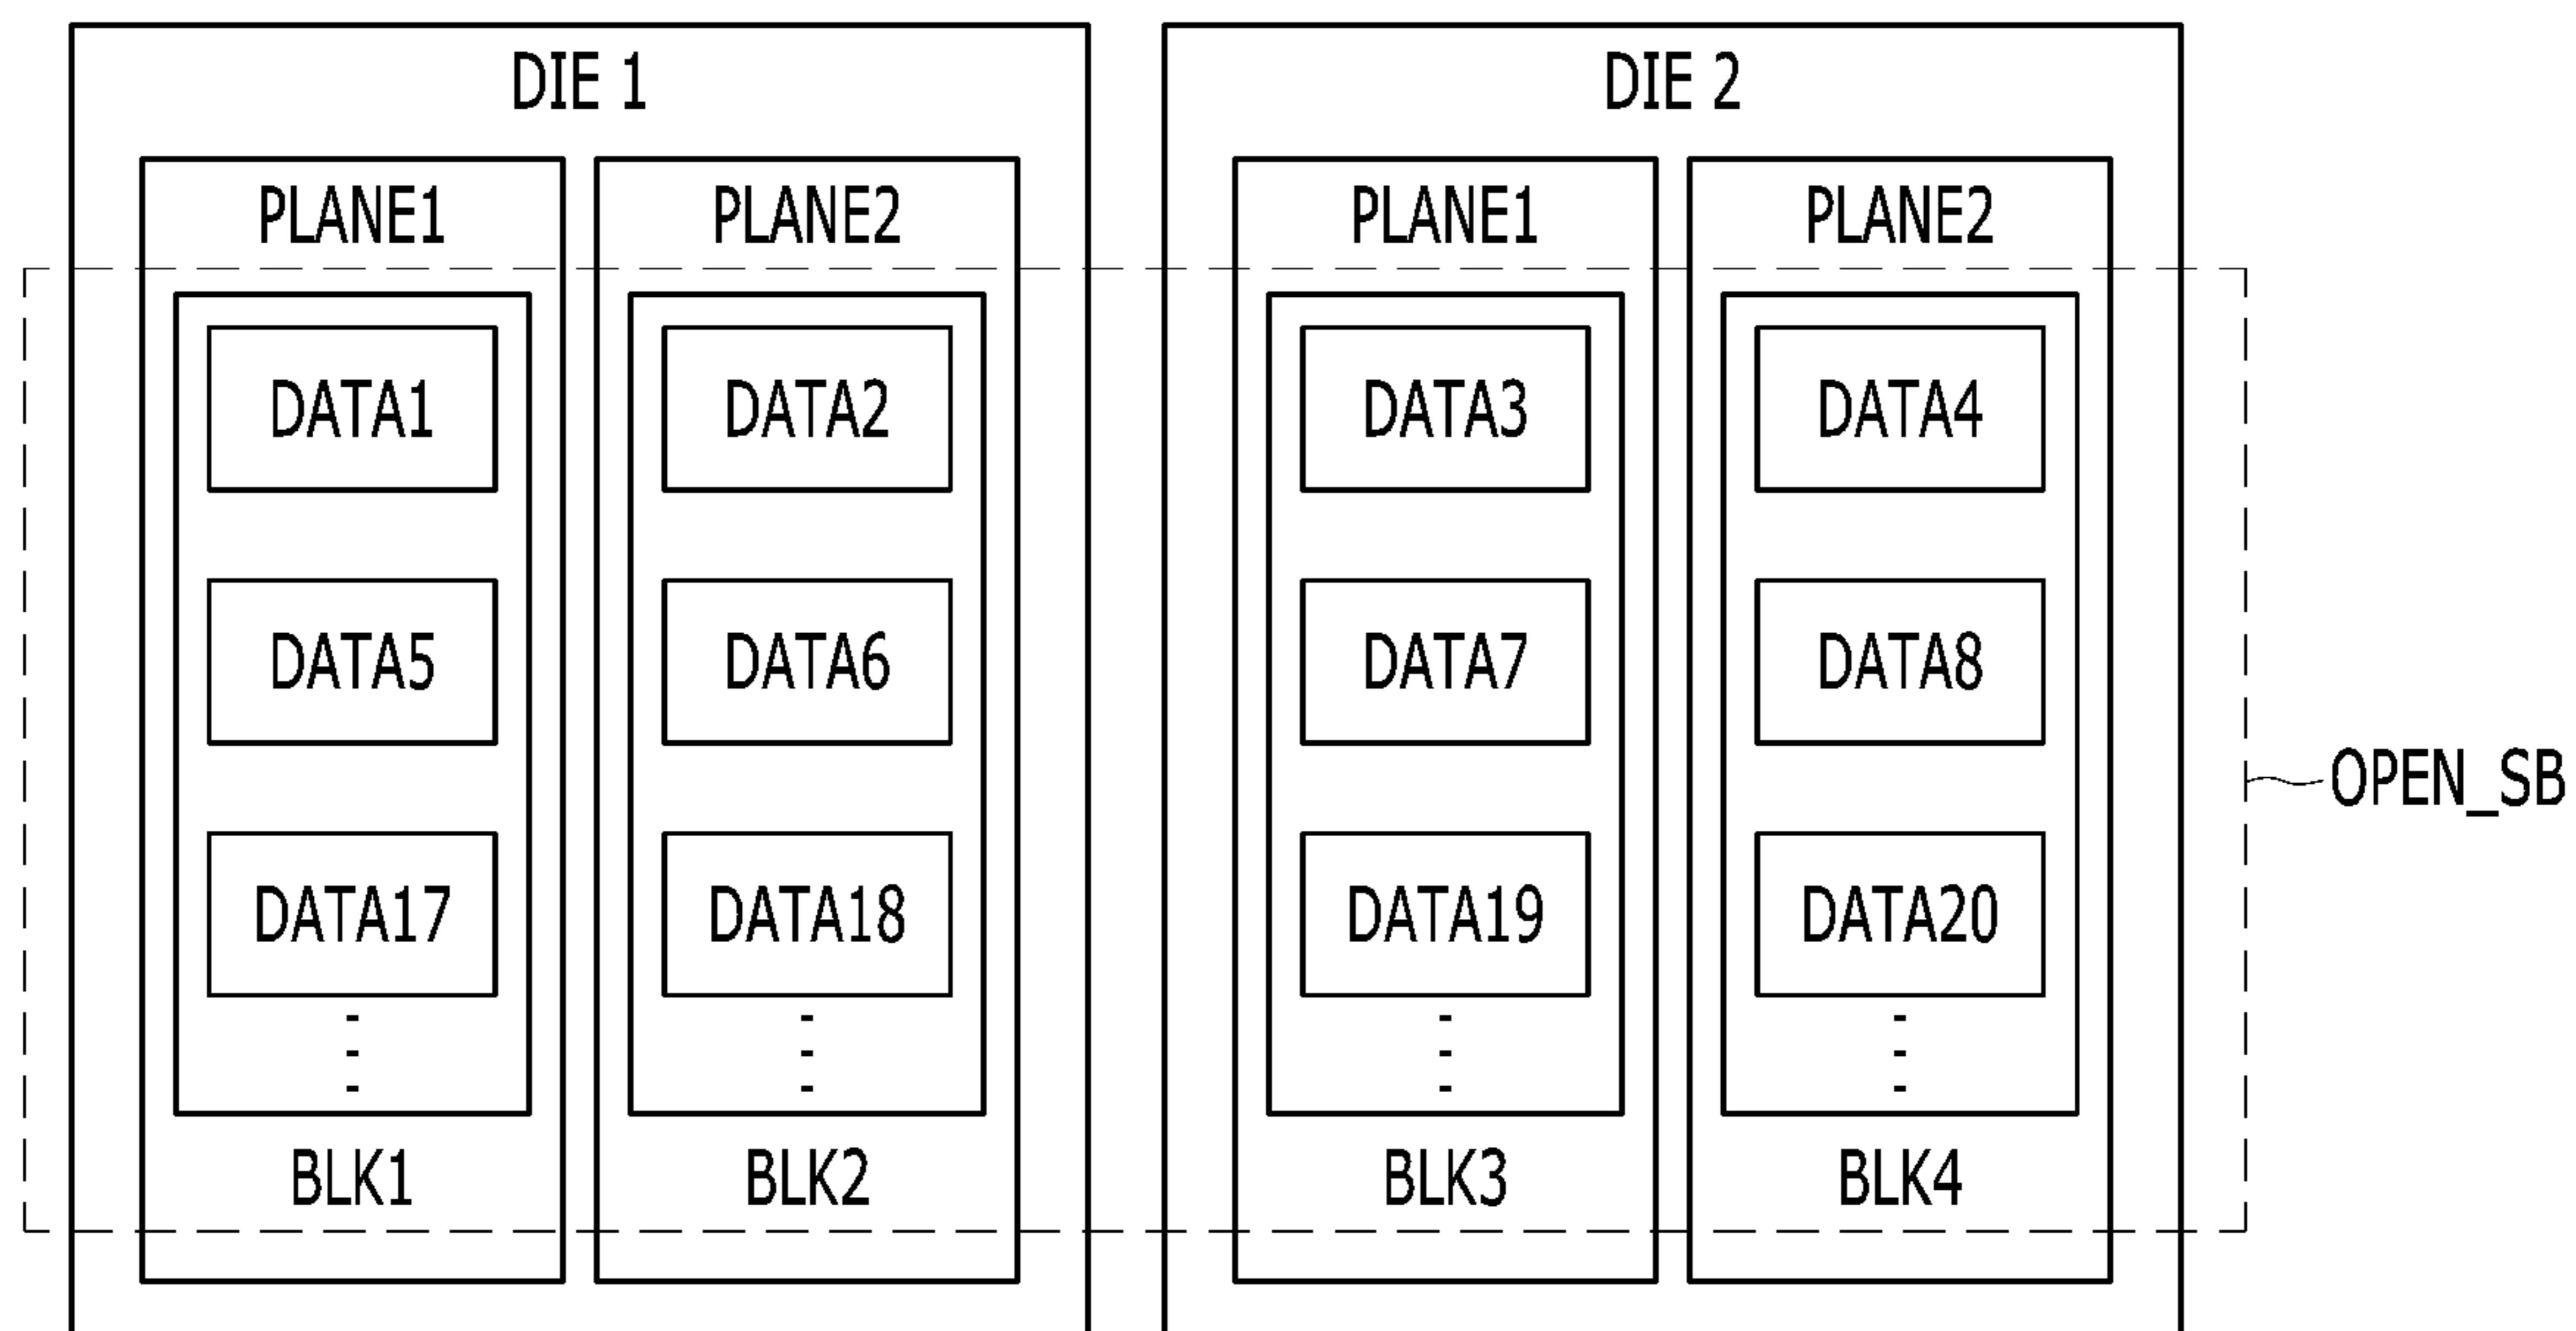 DIE 1 DIE 2
PLANE1 PLANE2 PLANE1 PLANE2
DATA1 DATA2 DATA3 DATA4
DATA5 DATA6 DATA7 DATA8
OPEN_SB
DATA17 DATA18 DATA19 DATA20
BLK1 BLK2 BLK3 BLK4